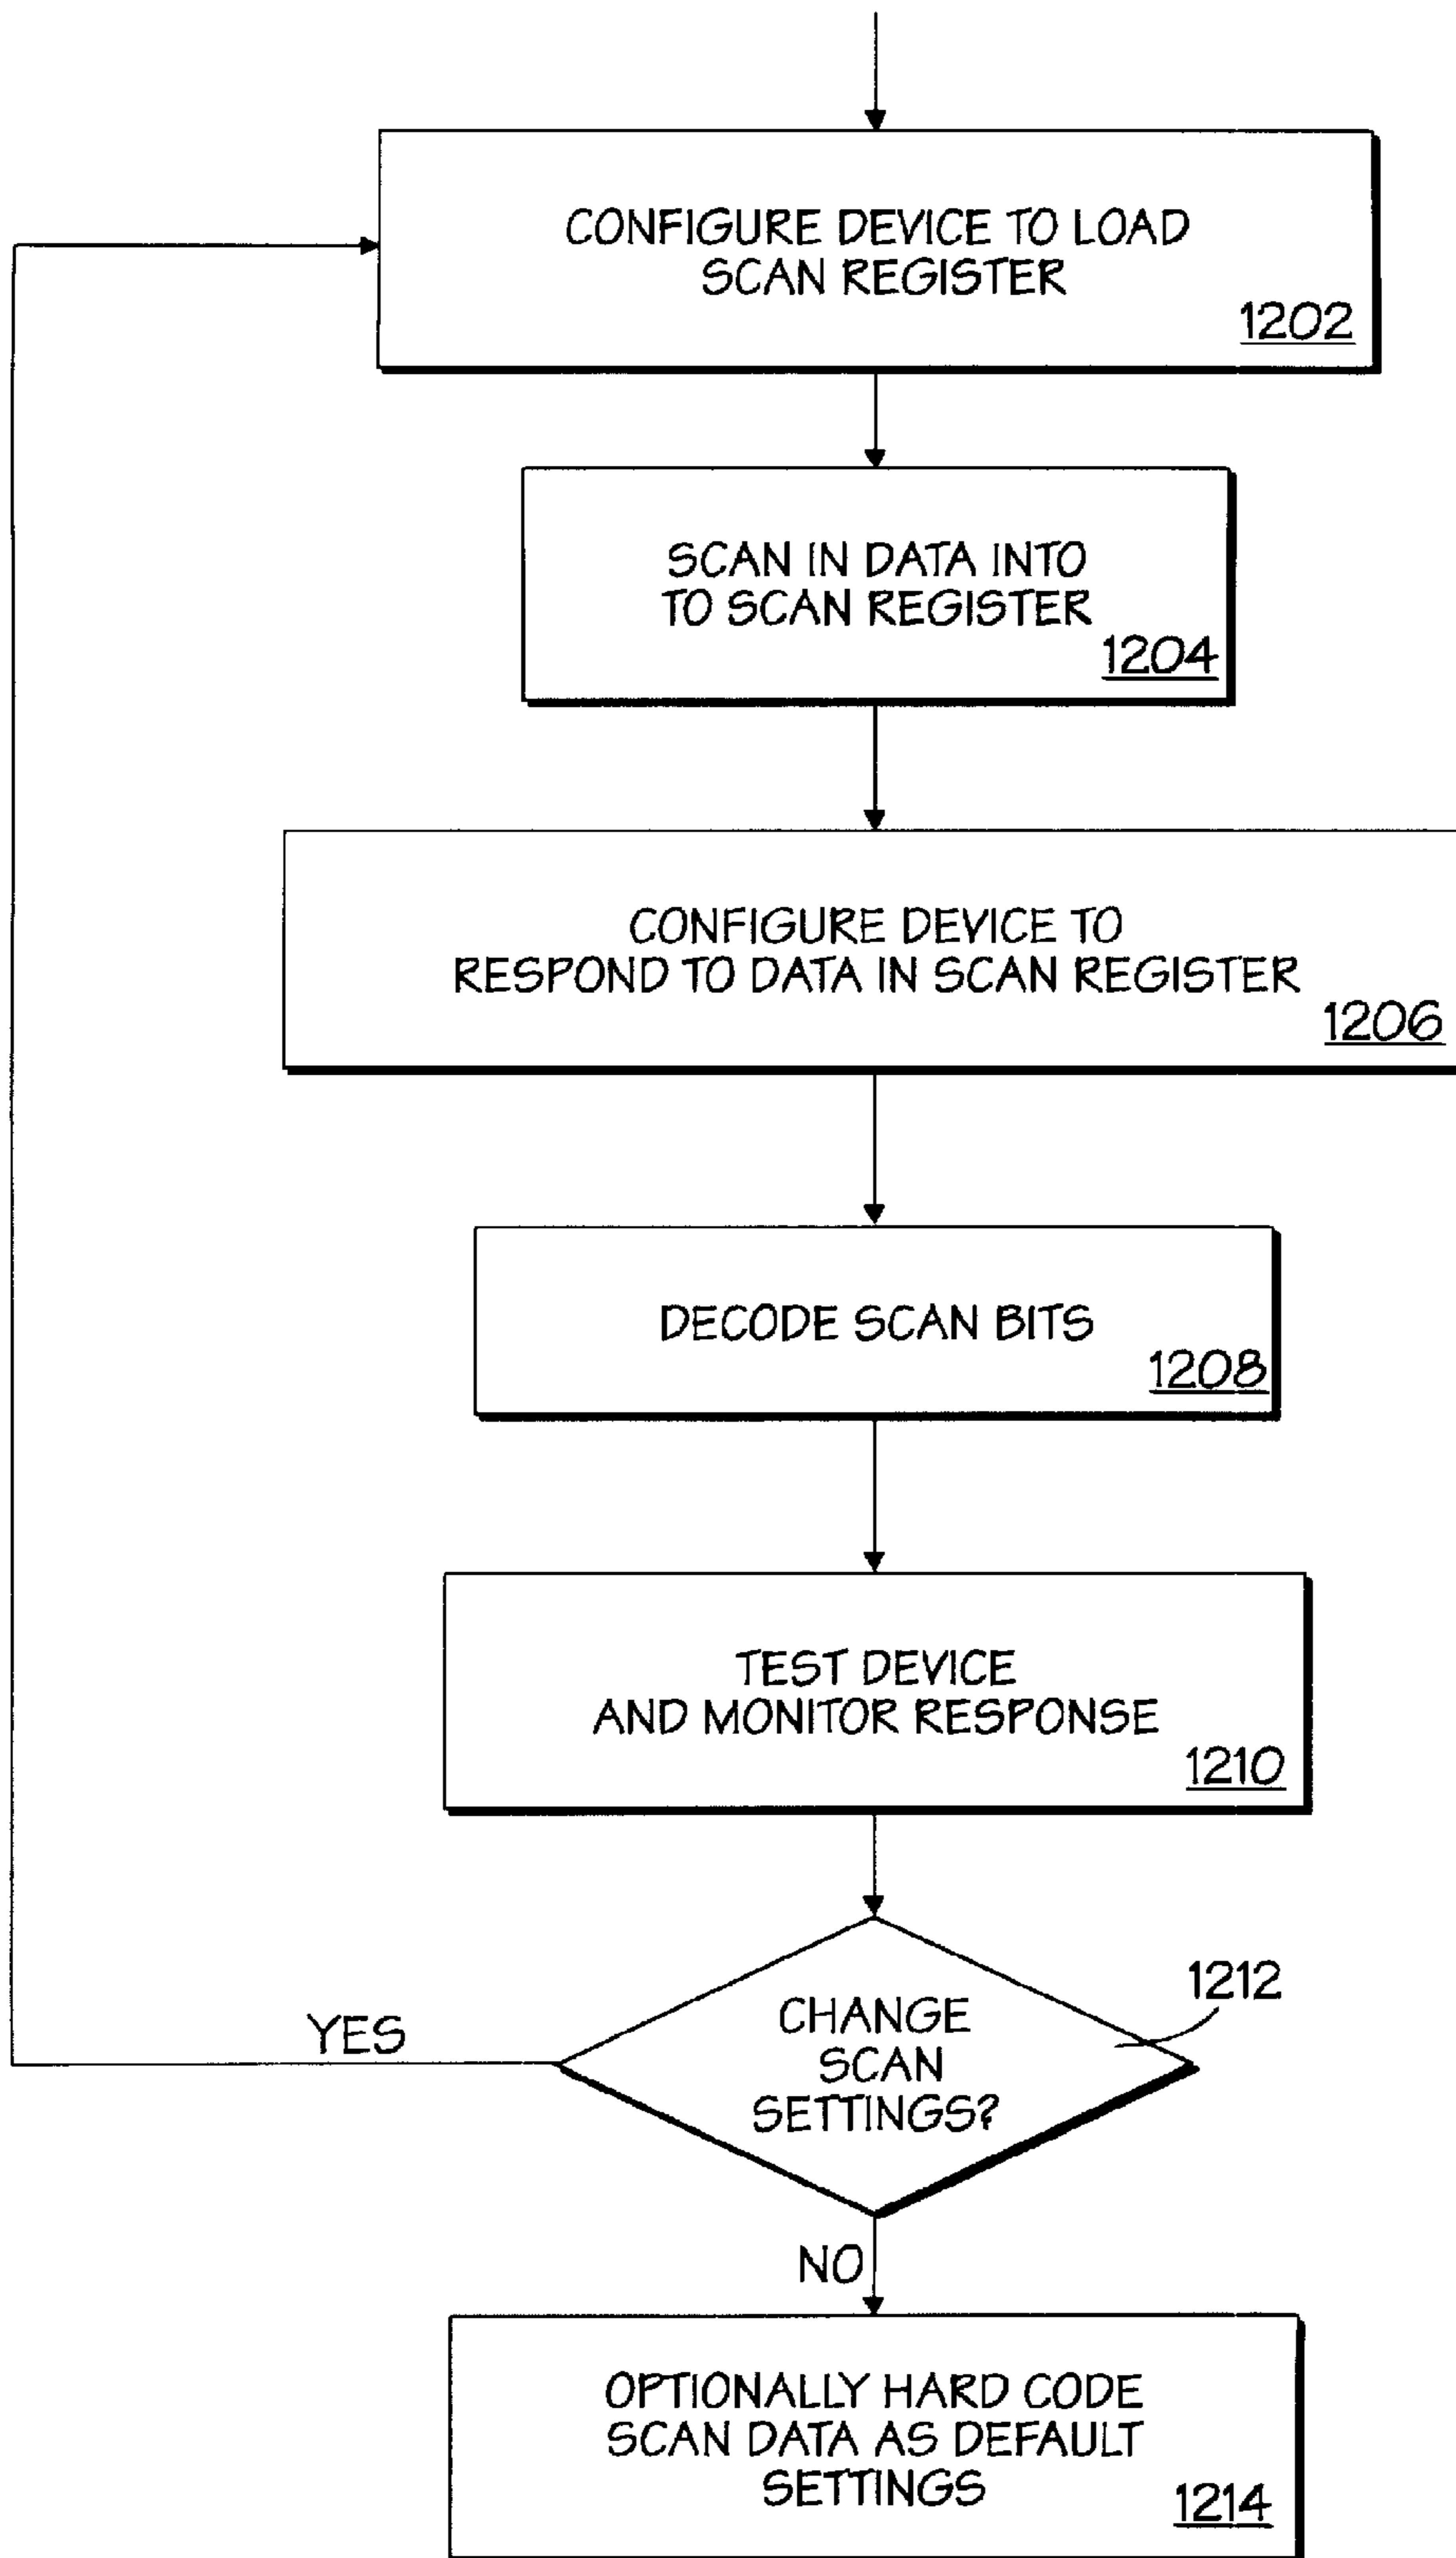 CONFIGURE DEVICE TO LOAD
SCAN REGISTER
1202
SCAN IN DATA INTO
TO SCAN REGISTER
1204
CONFIGURE DEVICE TO
RESPOND TO DATA IN SCAN REGISTER
1206
DECODE SCAN BITS
1208
TEST DEVICE
AND MONITOR RESPONSE
1210
1212
CHANGE
SCAN
SETTINGS?
YES
NO
OPTIONALLY HARD CODE
SCAN DATA AS DEFAULT
SETTINGS
1214